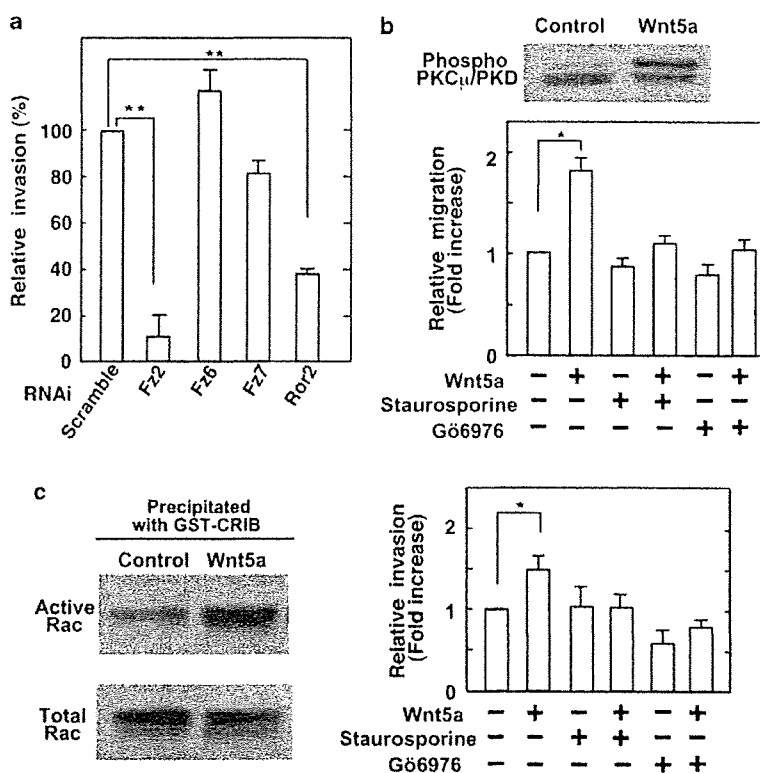 a
**
**
Relative invasion (%)
100
80
60
40
20
0
RNAi
Scramble
Fz2
Fz6
Fz7
Ror2
b
Control Wnt5a
Phospho
PKCμ/PKD
*
Relative migration
(Fold increase)
2
1
0
Wnt5a − + − + − +
Staurosporine − − + + − −
Gö6976 − − − − + +
c
Precipitated
with GST-CRIB
Control Wnt5a
Active
Rac
Total
Rac
*
Relative invasion
(Fold increase)
2
1
0
Wnt5a − + − + − +
Staurosporine − − + + − −
Gö6976 − − − − + +